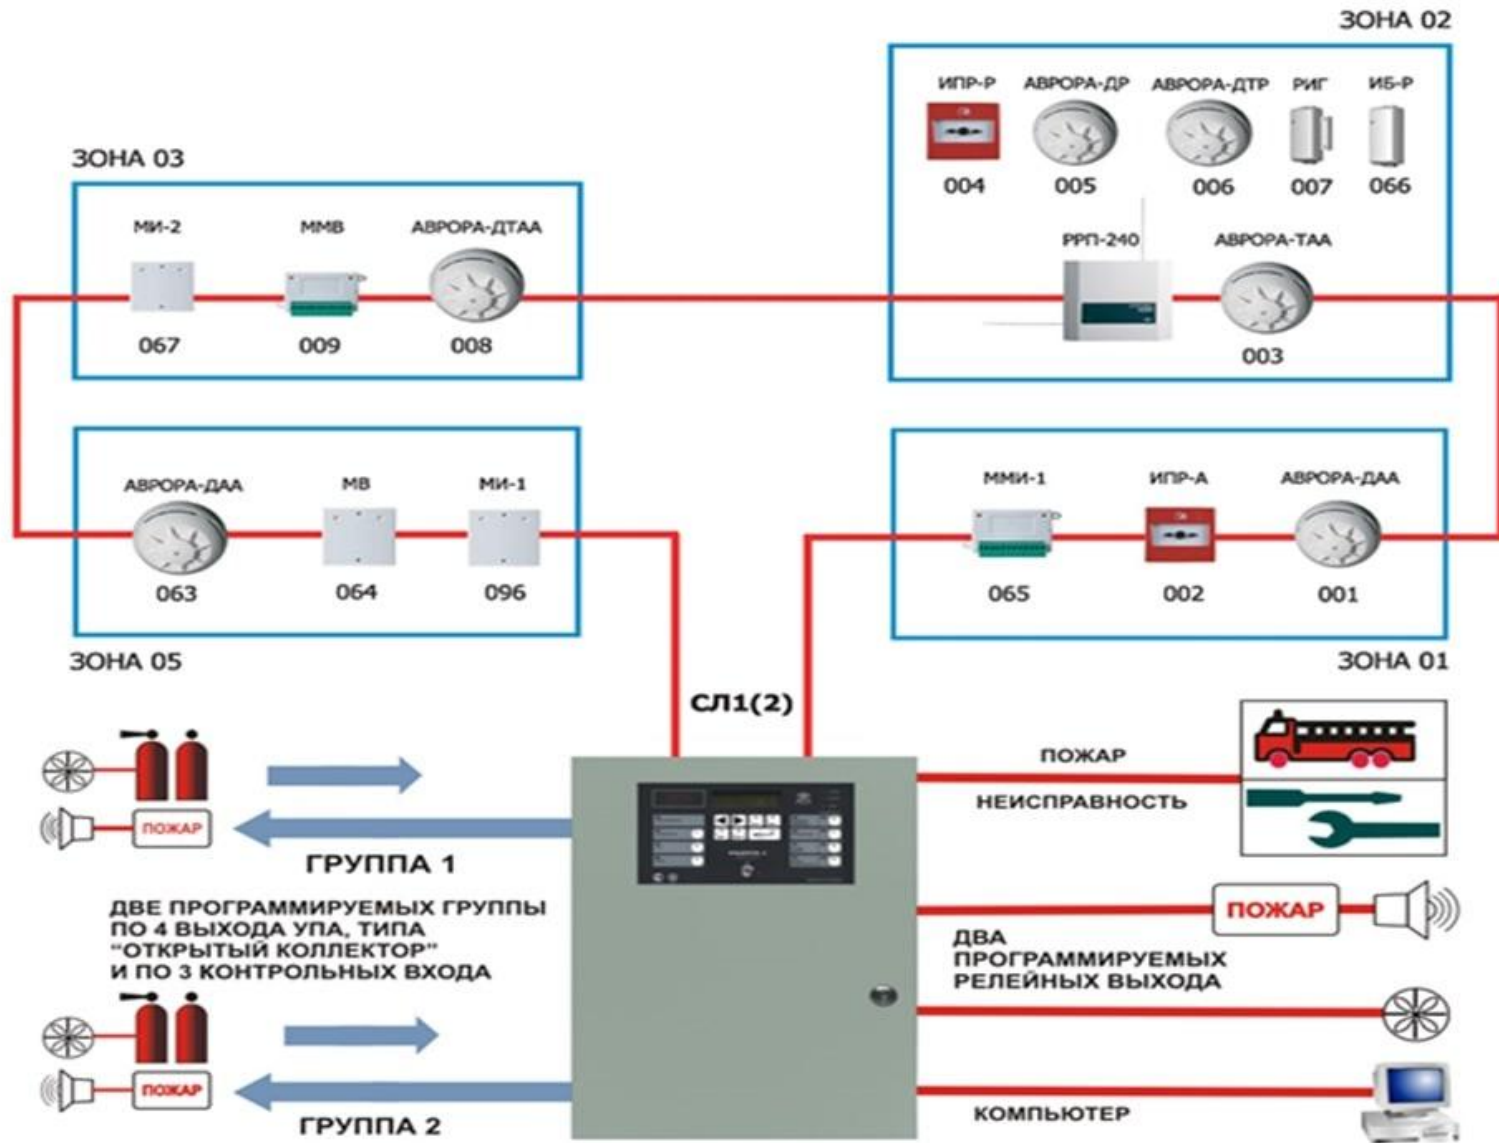 ЗОНА 02
ИПР-Р АВРОРА-ДР АВРОРА-ДТР РИГ ИБ-Р
004 005 006 007 066
РРП-240 АВРОРА-ТАА
003
ЗОНА 03
МИ-2 ММВ АВРОРА-ДТАА
067 009 008
АВРОРА-ДАА МВ МИ-1
063 064 096
ЗОНА 05
ММИ-1 ИПР-А АВРОРА-ДАА
065 002 001
ЗОНА 01
СЛ1(2)
ПОЖАР
ГРУППА 1
ДВЕ ПРОГРАММИРУЕМЫХ ГРУППЫ
ПО 4 ВЫХОДА УПА, ТИПА
“ОТКРЫТЫЙ КОЛЛЕКТОР”
И ПО 3 КОНТРОЛЬНЫХ ВХОДА
ПОЖАР
ГРУППА 2
ПОЖАР
НЕИСПРАВНОСТЬ
ПОЖАР
ДВА
ПРОГРАММИРУЕМЫХ
РЕЛЕЙНЫХ ВЫХОДА
КОМПЬЮТЕР